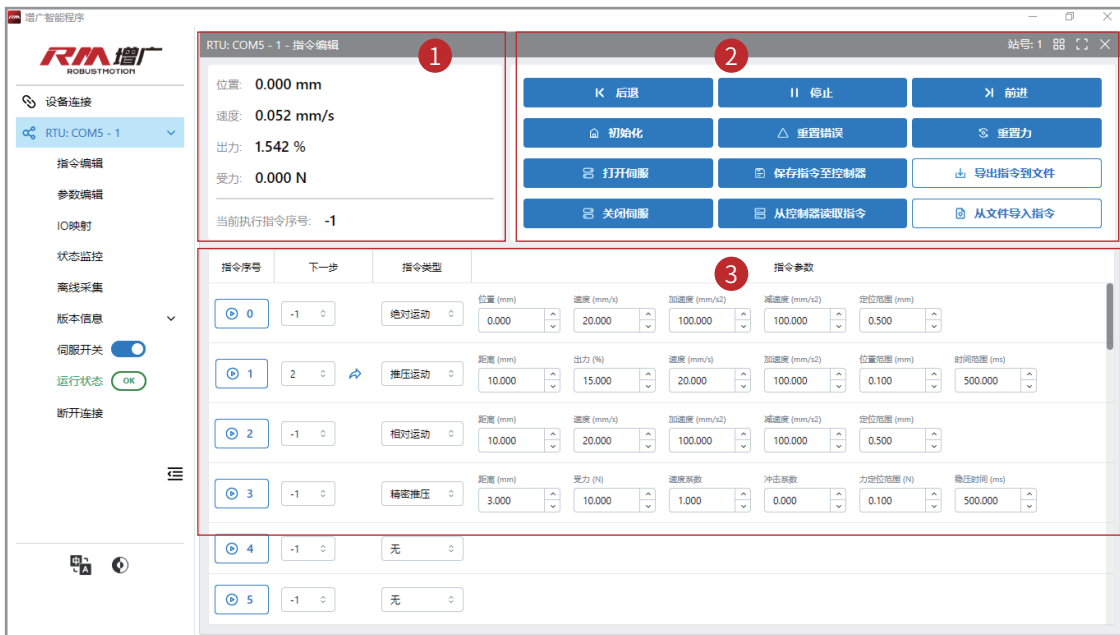 增广智能程序
RM 增广
ROBUSTMOTION
设备连接
RTU: COM5 - 1
指令编辑
参数编辑
IO映射
状态监控
离线采集
版本信息
伺服开关
运行状态 OK
断开连接
中 A
RTU: COM5 - 1 - 指令编辑
1
位置: 0.000 mm
速度: 0.052 mm/s
出力: 1.542 %
受力: 0.000 N
当前执行指令序号: -1
2
站号: 1
后退 停止 前进
初始化 重置错误 重置力
打开伺服 保存指令至控制器 导出指令到文件
关闭伺服 从控制器读取指令 从文件导入指令
指令序号 下一步 指令类型 3 指令参数
位置 (mm) 速度 (mm/s) 加速度 (mm/s2) 减速度 (mm/s2) 定位范围 (mm)
0 -1 绝对运动 0.000 20.000 100.000 100.000 0.500
距离 (mm) 出力 (%) 速度 (mm/s) 加速度 (mm/s2) 位置范围 (mm) 时间范围 (ms)
1 2 推压运动 10.000 15.000 20.000 100.000 0.100 500.000
距离 (mm) 速度 (mm/s) 加速度 (mm/s2) 减速度 (mm/s2) 定位范围 (mm)
2 -1 相对运动 10.000 20.000 100.000 100.000 0.500
距离 (mm) 受力 (N) 速度系数 冲击系数 力定位范围 (N) 稳压时间 (ms)
3 -1 精密推压 3.000 10.000 1.000 0.000 0.100 500.000
4 -1 无
5 -1 无